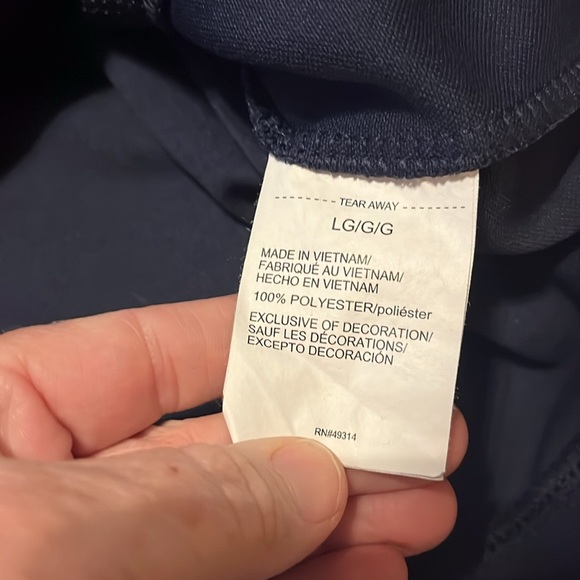 TEAR AWAY
LG/G/G
MADE IN VIETNAM/
FABRIQUÉ AU VIETNAM/
HECHO EN VIETNAM
100% POLYESTER/poliéster
EXCLUSIVE OF DECORATION/
SAUF LES DÉCORATIONS/
EXCEPTO DECORACIÓN
RN#49314